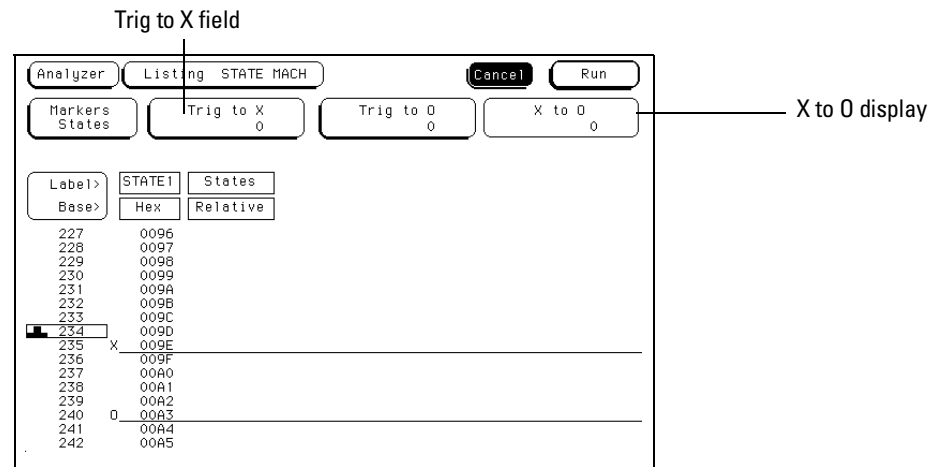 Trig to X field
Analyzer Listing STATE MACH Cancel Run
Markers States Trig to X 0 Trig to O 0 X to O 0
X to O display
Label> STATE1 States
Base> Hex Relative
227 0096
228 0097
229 0098
230 0099
231 009A
232 009B
233 009C
234 009D
235 X 009E
236 009F
237 00A0
238 00A1
239 00A2
240 O 00A3
241 00A4
242 00A5